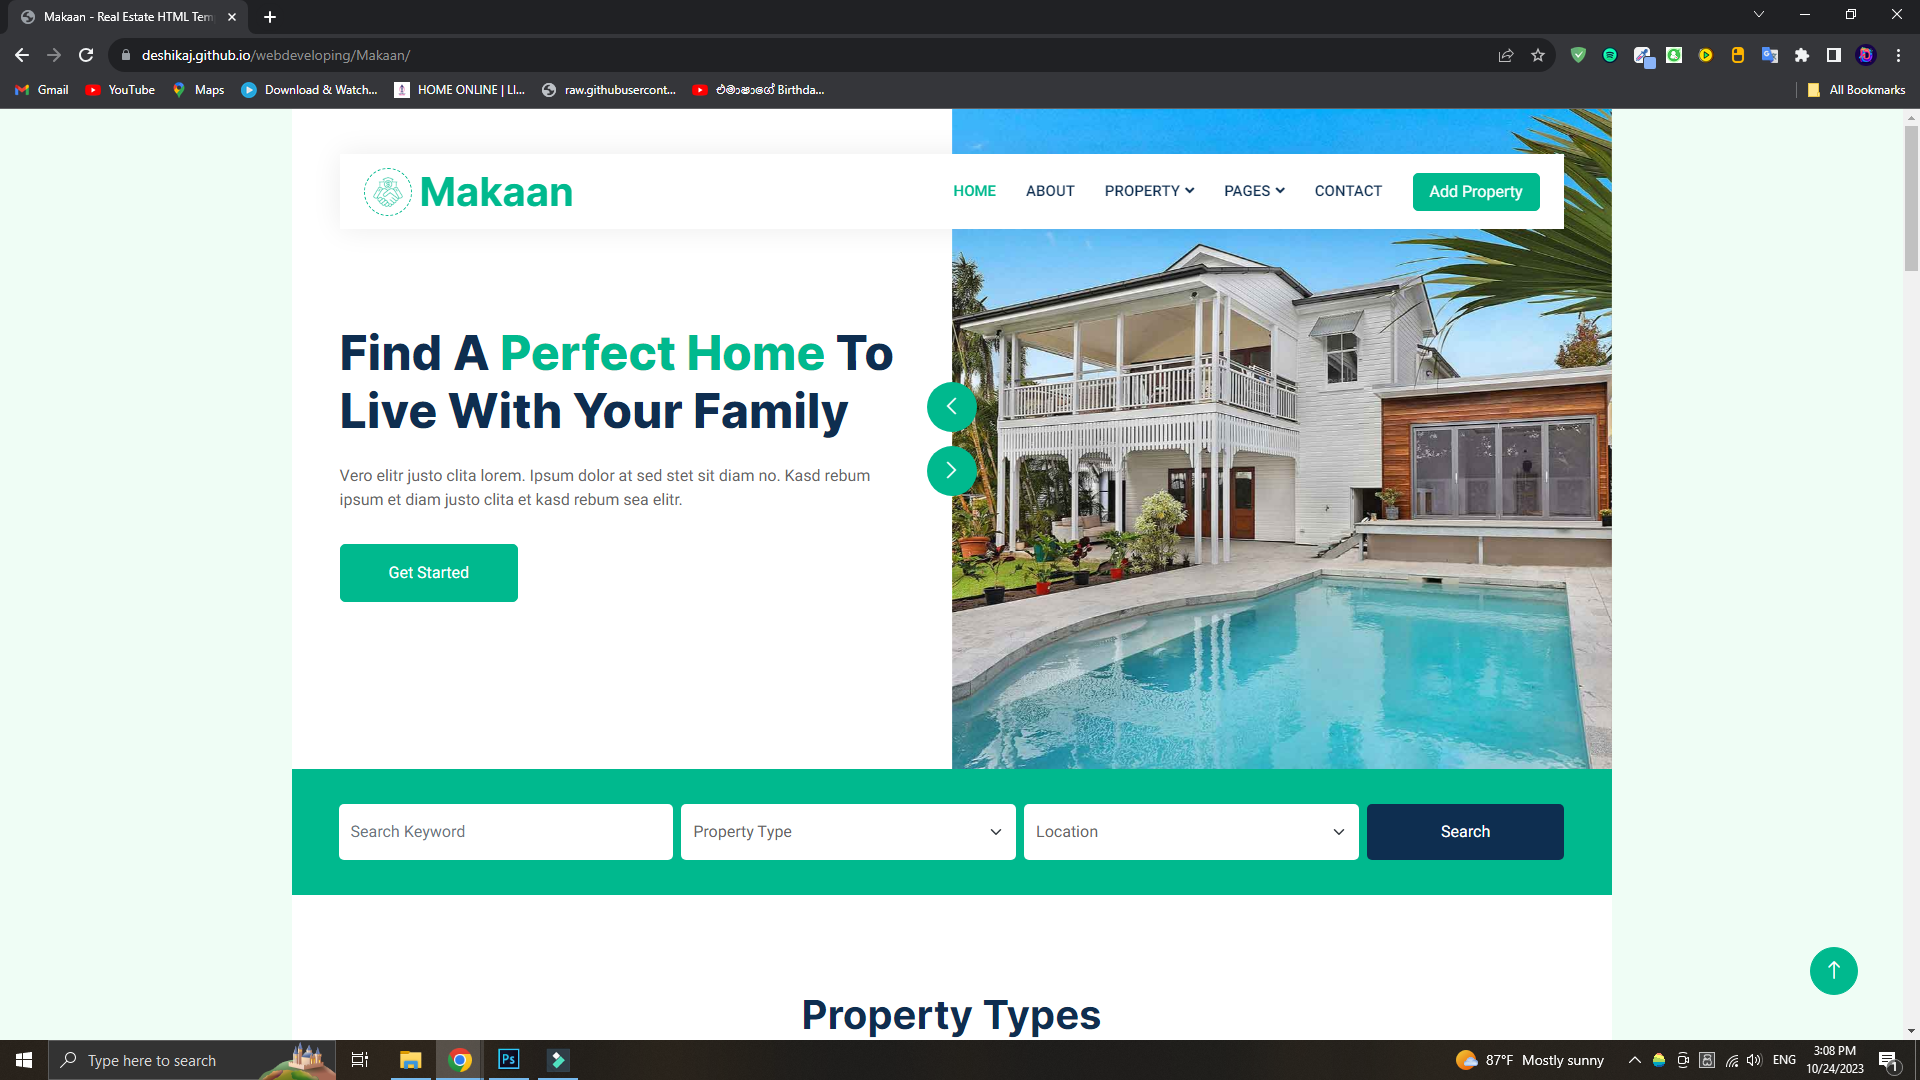 Makaan - Real Estate HTML Tem
deshikaj.github.io/webdeveloping/Makaan/
Gmail
YouTube
Maps
Download & Watch...
HOME ONLINE | LI...
raw.githubusercont...
එමාෂාගේ Birthda...
All Bookmarks
Makaan
HOME
ABOUT
PROPERTY
PAGES
CONTACT
Add Property
Find A Perfect Home To
Live With Your Family
Vero elitr justo clita lorem. Ipsum dolor at sed stet sit diam no. Kasd rebum
ipsum et diam justo clita et kasd rebum sea elitr.
Get Started
Search Keyword
Property Type
Location
Search
Property Types
Type here to search
Ps
87°F Mostly sunny
ENG
3:08 PM
10/24/2023
1